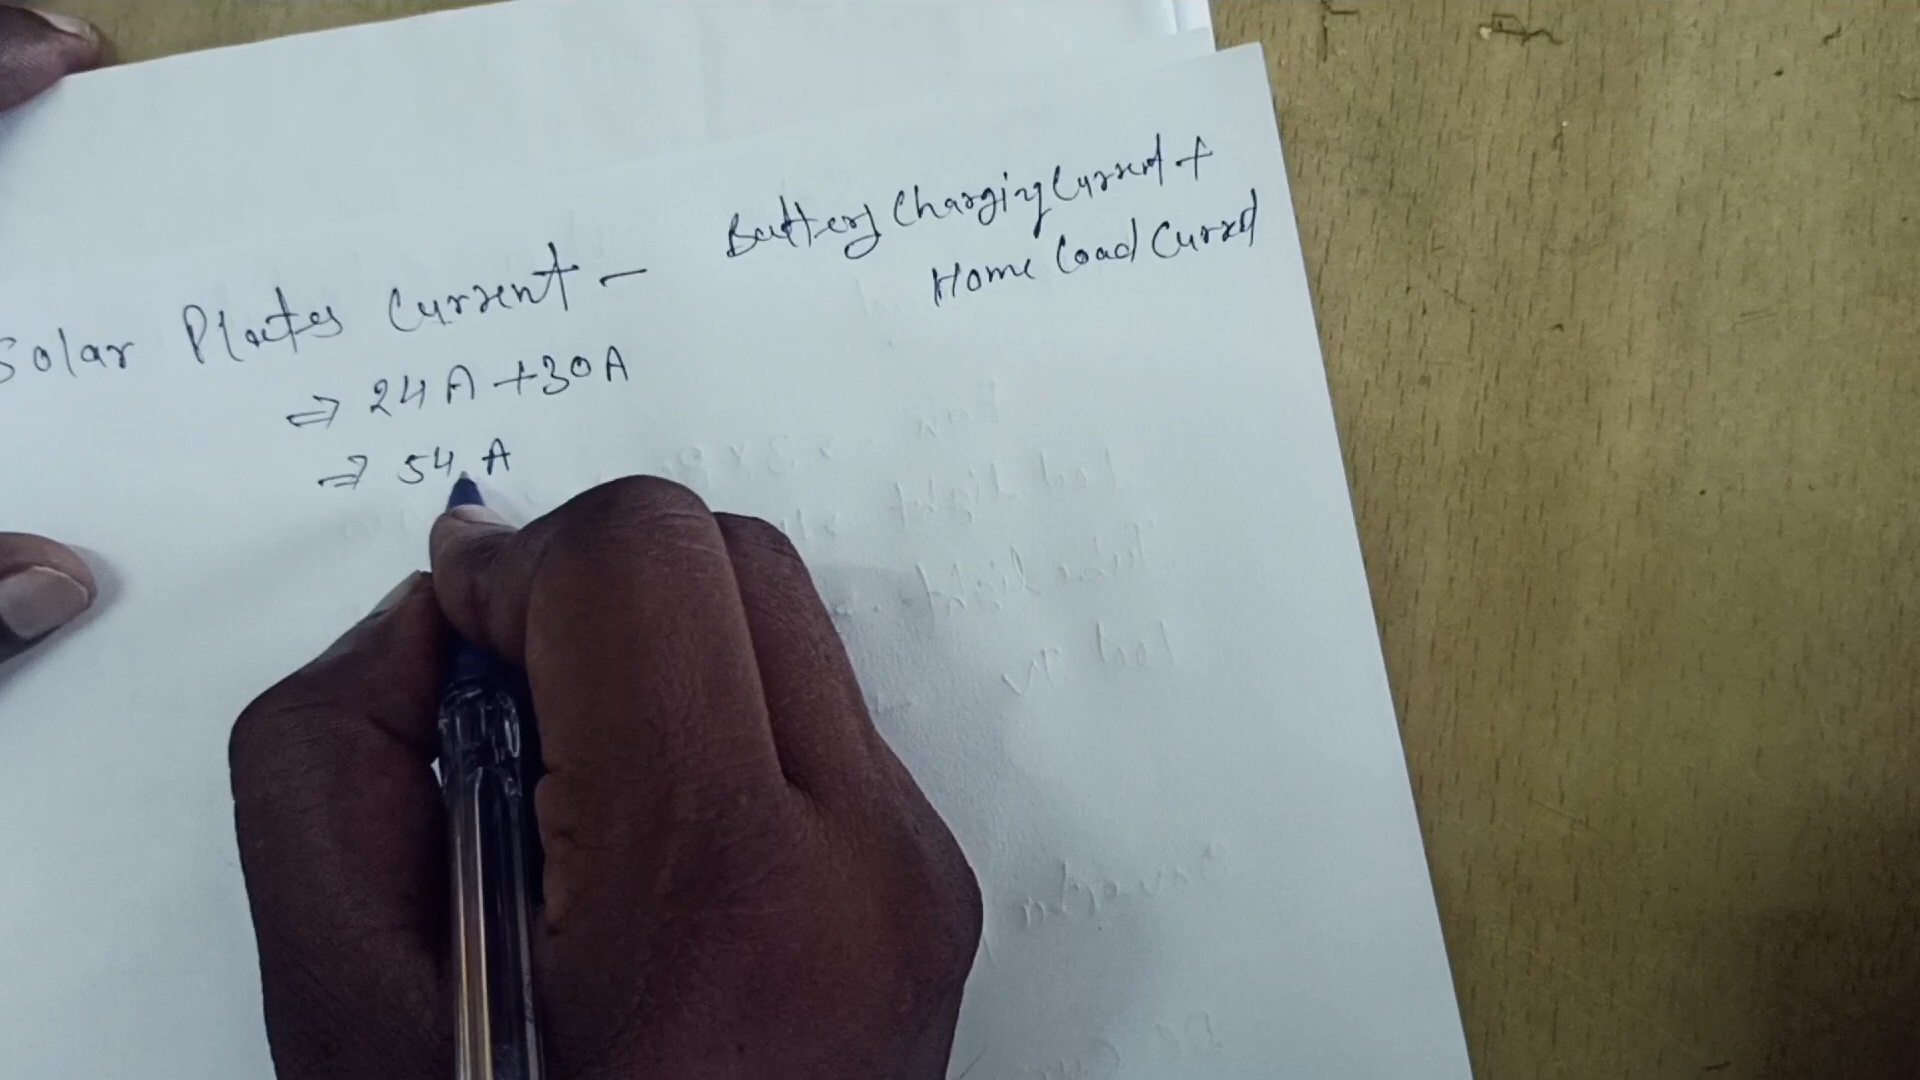 Battery Charging Current +
Home Load Current
Solar Plates Current -
⇒ 24A + 30A
⇒ 54 A